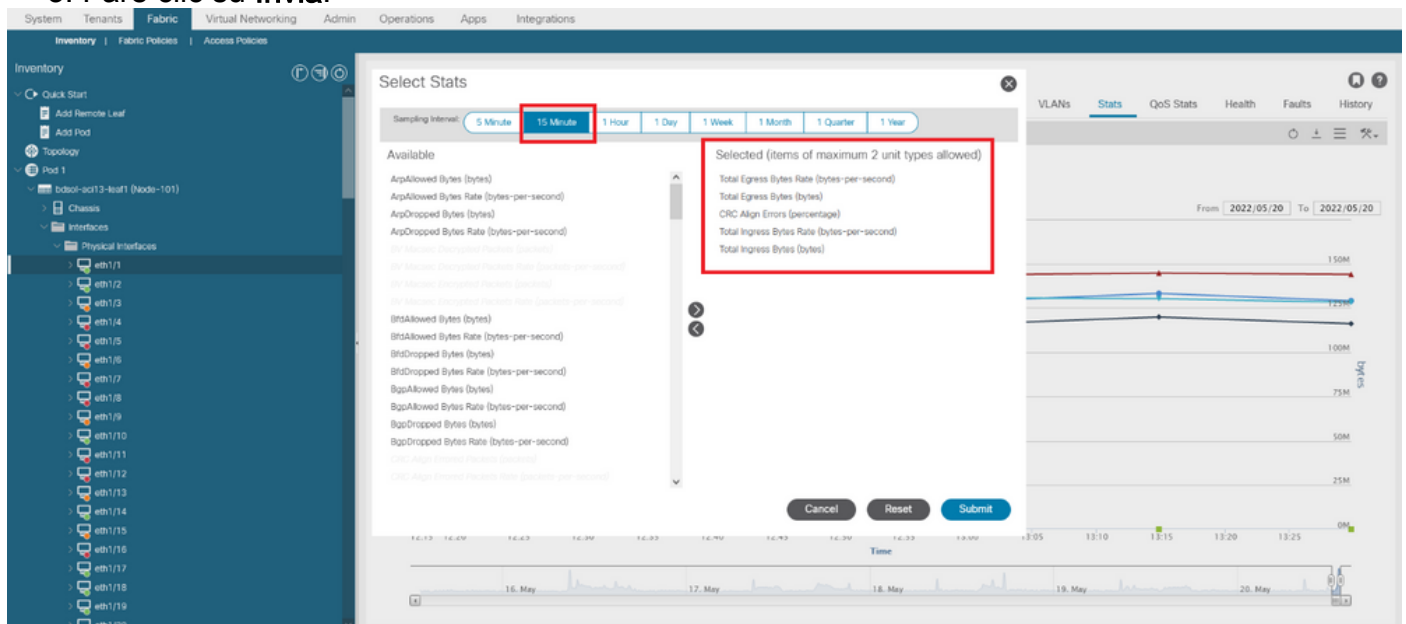 System Tenants Fabric Virtual Networking Admin Operations Apps Integrations
Inventory | Fabric Policies | Access Policies
Inventory
Quick Start
Add Remote Leaf
Add Pod
Topology
Pod 1
bdsol-aci13-leaf1 (Node-101)
Chassis
Interfaces
Physical Interfaces
eth1/1
eth1/2
eth1/3
eth1/4
eth1/5
eth1/6
eth1/7
eth1/8
eth1/9
eth1/10
eth1/11
eth1/12
eth1/13
eth1/14
eth1/15
eth1/16
eth1/17
eth1/18
eth1/19
Select Stats
Sampling Interval: 5 Minute 15 Minute 1 Hour 1 Day 1 Week 1 Month 1 Quarter 1 Year
Available
ArpAllowed Bytes (bytes)
ArpAllowed Bytes Rate (bytes-per-second)
ArpDropped Bytes (bytes)
ArpDropped Bytes Rate (bytes-per-second)
BfdAllowed Bytes (bytes)
BfdAllowed Bytes Rate (bytes-per-second)
BfdDropped Bytes (bytes)
BfdDropped Bytes Rate (bytes-per-second)
BgpAllowed Bytes (bytes)
BgpAllowed Bytes Rate (bytes-per-second)
BgpDropped Bytes (bytes)
BgpDropped Bytes Rate (bytes-per-second)
Selected (items of maximum 2 unit types allowed)
Total Egress Bytes Rate (bytes-per-second)
Total Egress Bytes (bytes)
CRC Align Errors (percentage)
Total Ingress Bytes Rate (bytes-per-second)
Total Ingress Bytes (bytes)
Cancel Reset Submit
VLANs Stats QoS Stats Health Faults History
From 2022/05/20 To 2022/05/20
150M
125M
100M
bytes
75M
50M
25M
0M
13:05 13:10 13:15 13:20 13:25
Time
16. May 17. May 18. May 19. May 20. May